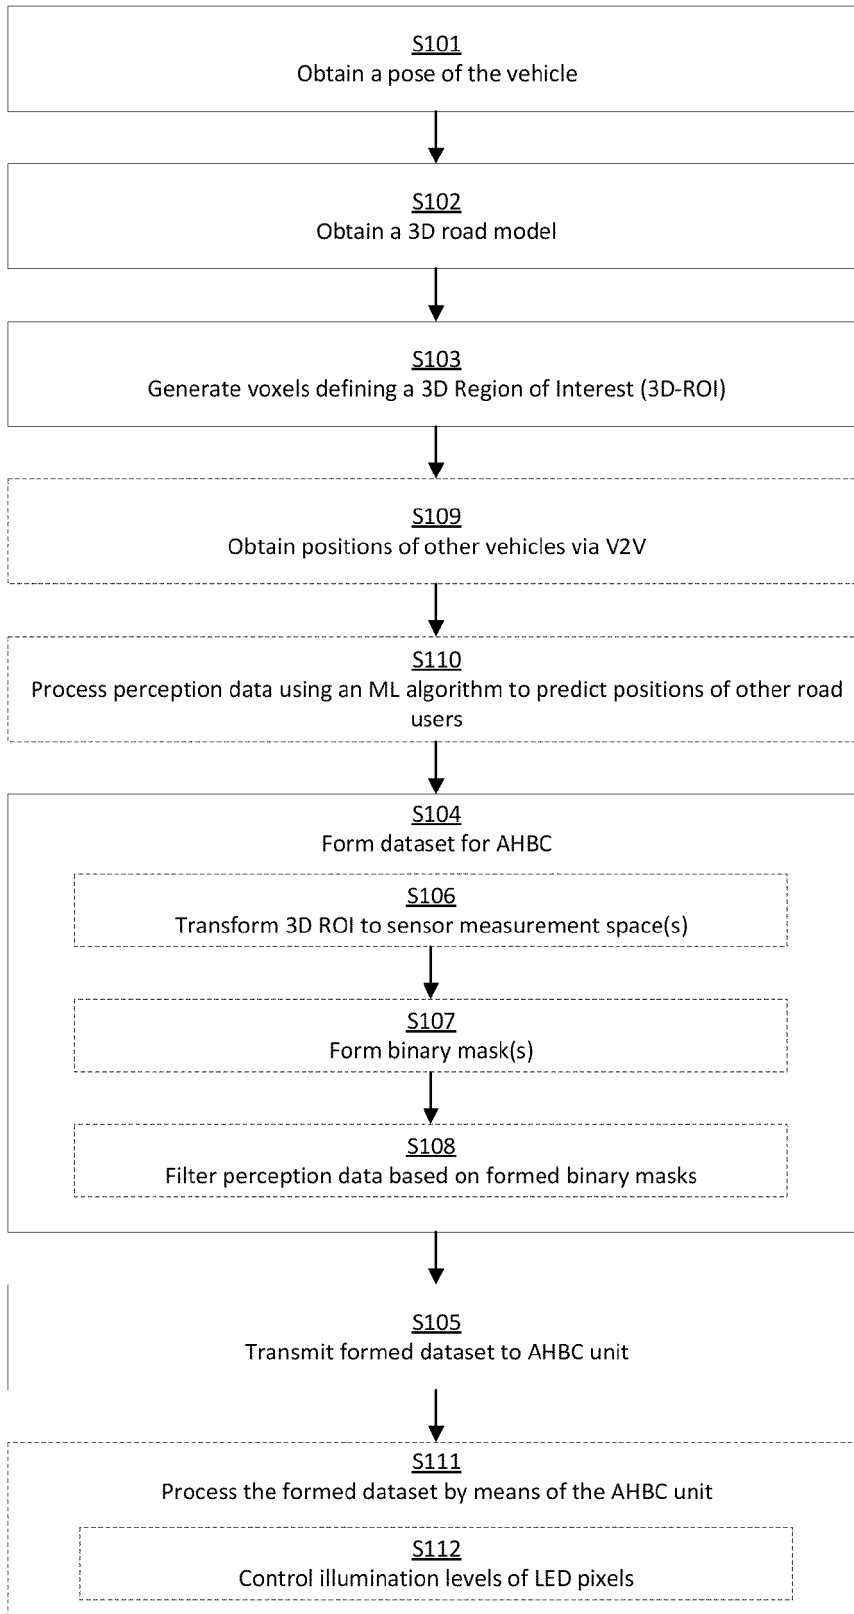 S101
Obtain a pose of the vehicle
S102
Obtain a 3D road model
S103
Generate voxels defining a 3D Region of Interest (3D-ROI)
S109
Obtain positions of other vehicles via V2V
S110
Process perception data using an ML algorithm to predict positions of other road
users
S104
Form dataset for AHBC
S106
Transform 3D ROI to sensor measurement space(s)
S107
Form binary mask(s)
S108
Filter perception data based on formed binary masks
S105
Transmit formed dataset to AHBC unit
S111
Process the formed dataset by means of the AHBC unit
S112
Control illumination levels of LED pixels